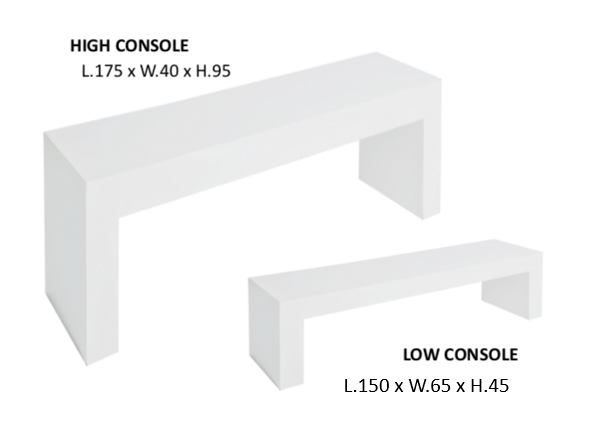 HIGH CONSOLE
L.175 x W.40 x H.95
LOW CONSOLE
L.150 x W.65 x H.45